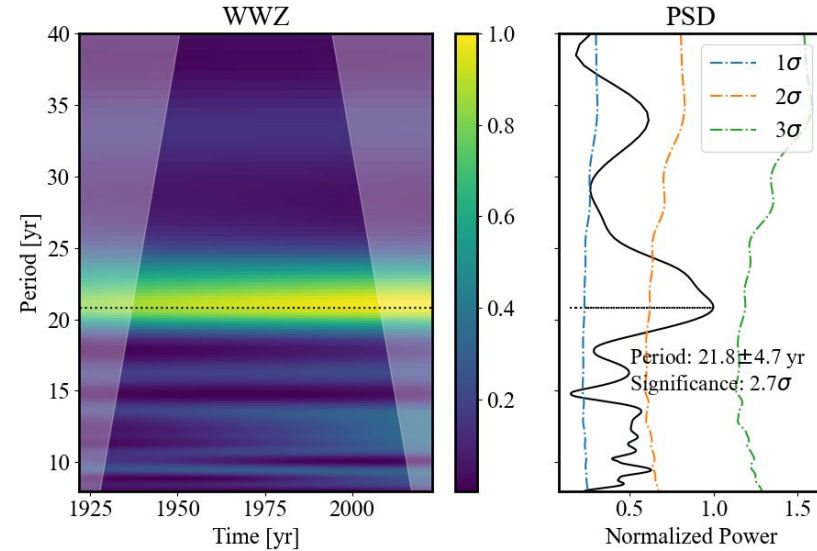 WWZ
PSD
40
35
30
25
20
15
10
Period [yr]
1925
1950
1975
2000
Time [yr]
1.0
0.8
0.6
0.4
0.2
1σ
2σ
3σ
Period: 21.8±4.7 yr
Significance: 2.7σ
0.5
1.0
1.5
Normalized Power